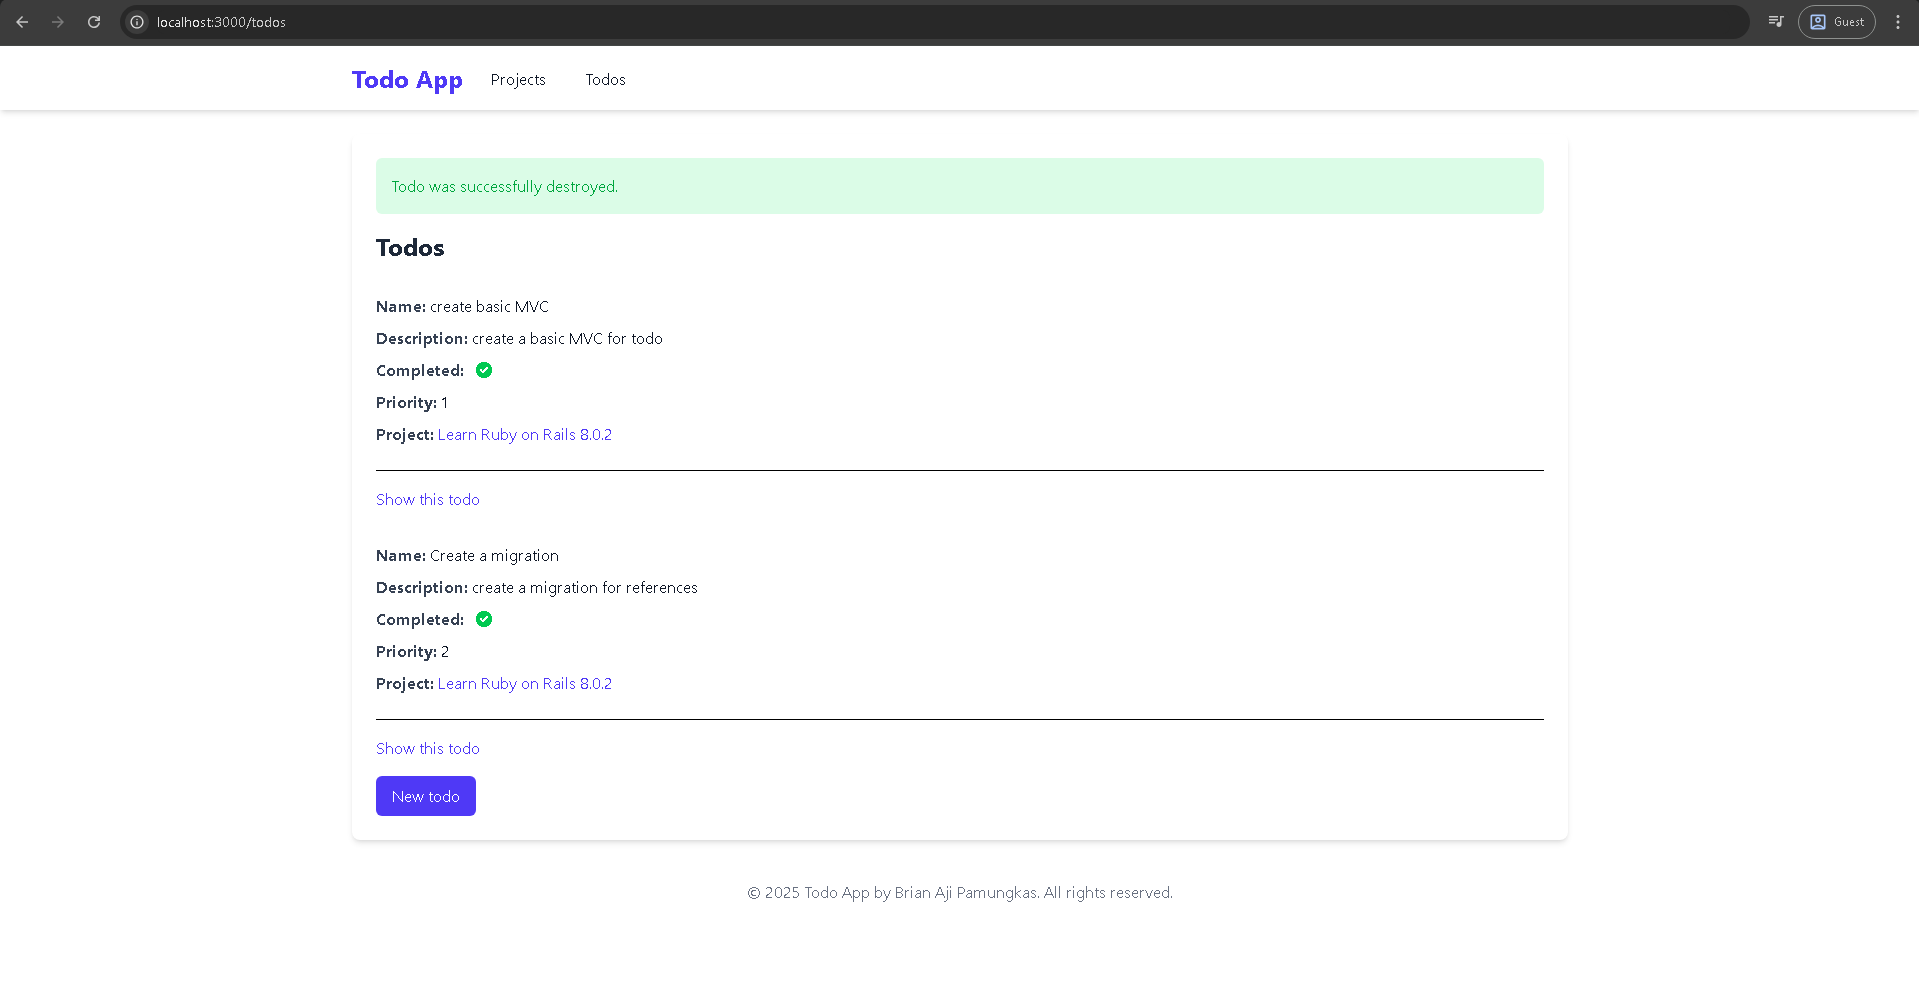 localhost:3000/todos
Guest
Todo App Projects Todos
Todo was successfully destroyed.
Todos
Name: create basic MVC
Description: create a basic MVC for todo
Completed:
Priority: 1
Project: Learn Ruby on Rails 8.0.2
Show this todo
Name: Create a migration
Description: create a migration for references
Completed:
Priority: 2
Project: Learn Ruby on Rails 8.0.2
Show this todo
New todo
© 2025 Todo App by Brian Aji Pamungkas. All rights reserved.